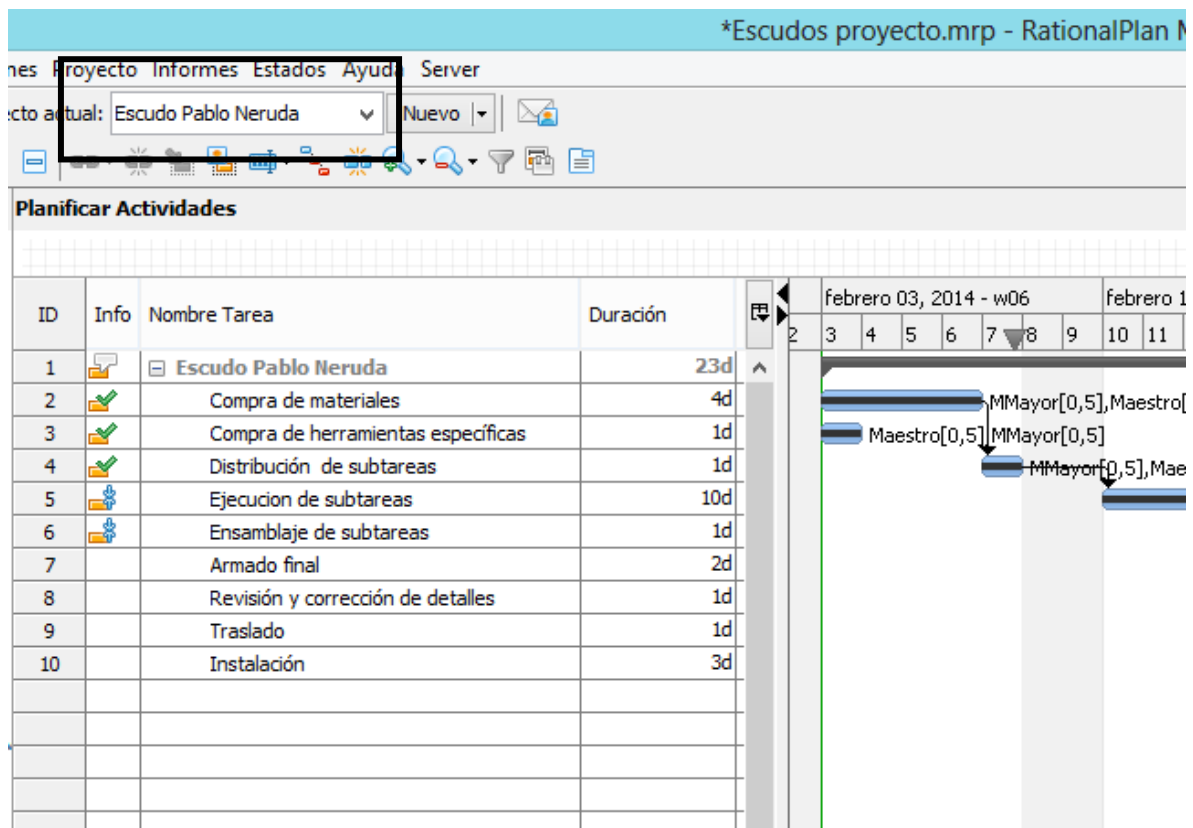 *Escudos proyecto.mrp - RationalPlan M
nes Proyecto Informes Estados Ayuda Server
cto actual: Escudo Pablo Neruda Nuevo
Planificar Actividades
ID Info Nombre Tarea Duración
febrero 03, 2014 - w06 febrero 1
2 3 4 5 6 7 8 9 10 11
1 Escudo Pablo Neruda 23d
2 Compra de materiales 4d MMayor[0,5],Maestro[
3 Compra de herramientas específicas 1d Maestro[0,5],MMayor[0,5]
4 Distribución de subtareas 1d MMayor[0,5],Mae
5 Ejecucion de subtareas 10d
6 Ensamblaje de subtareas 1d
7 Armado final 2d
8 Revisión y corrección de detalles 1d
9 Traslado 1d
10 Instalación 3d